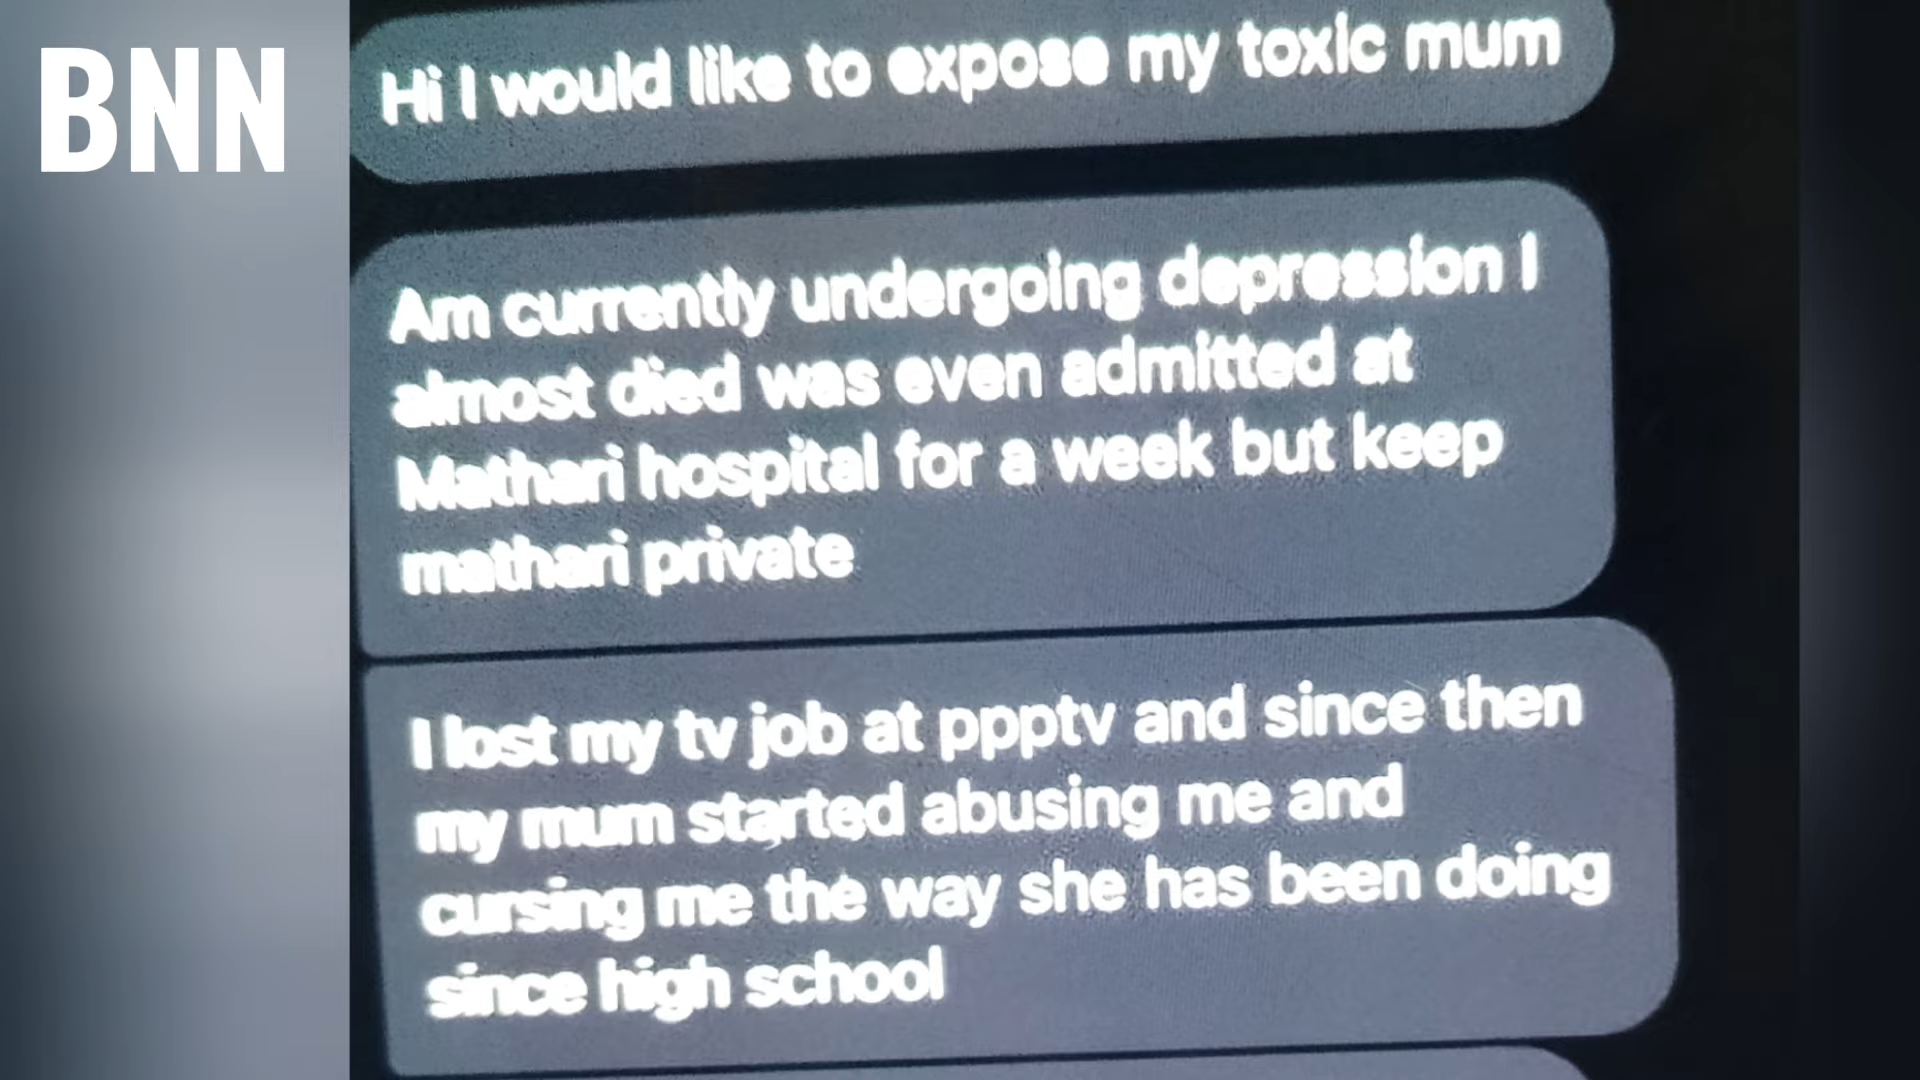 BNN
Hi I would like to expose my toxic mum
Am currently undergoing depression I
almost died was even admitted at
Mathari hospital for a week but keep
mathari private
I lost my tv job at ppptv and since then
my mum started abusing me and
cursing me the way she has been doing
since high school